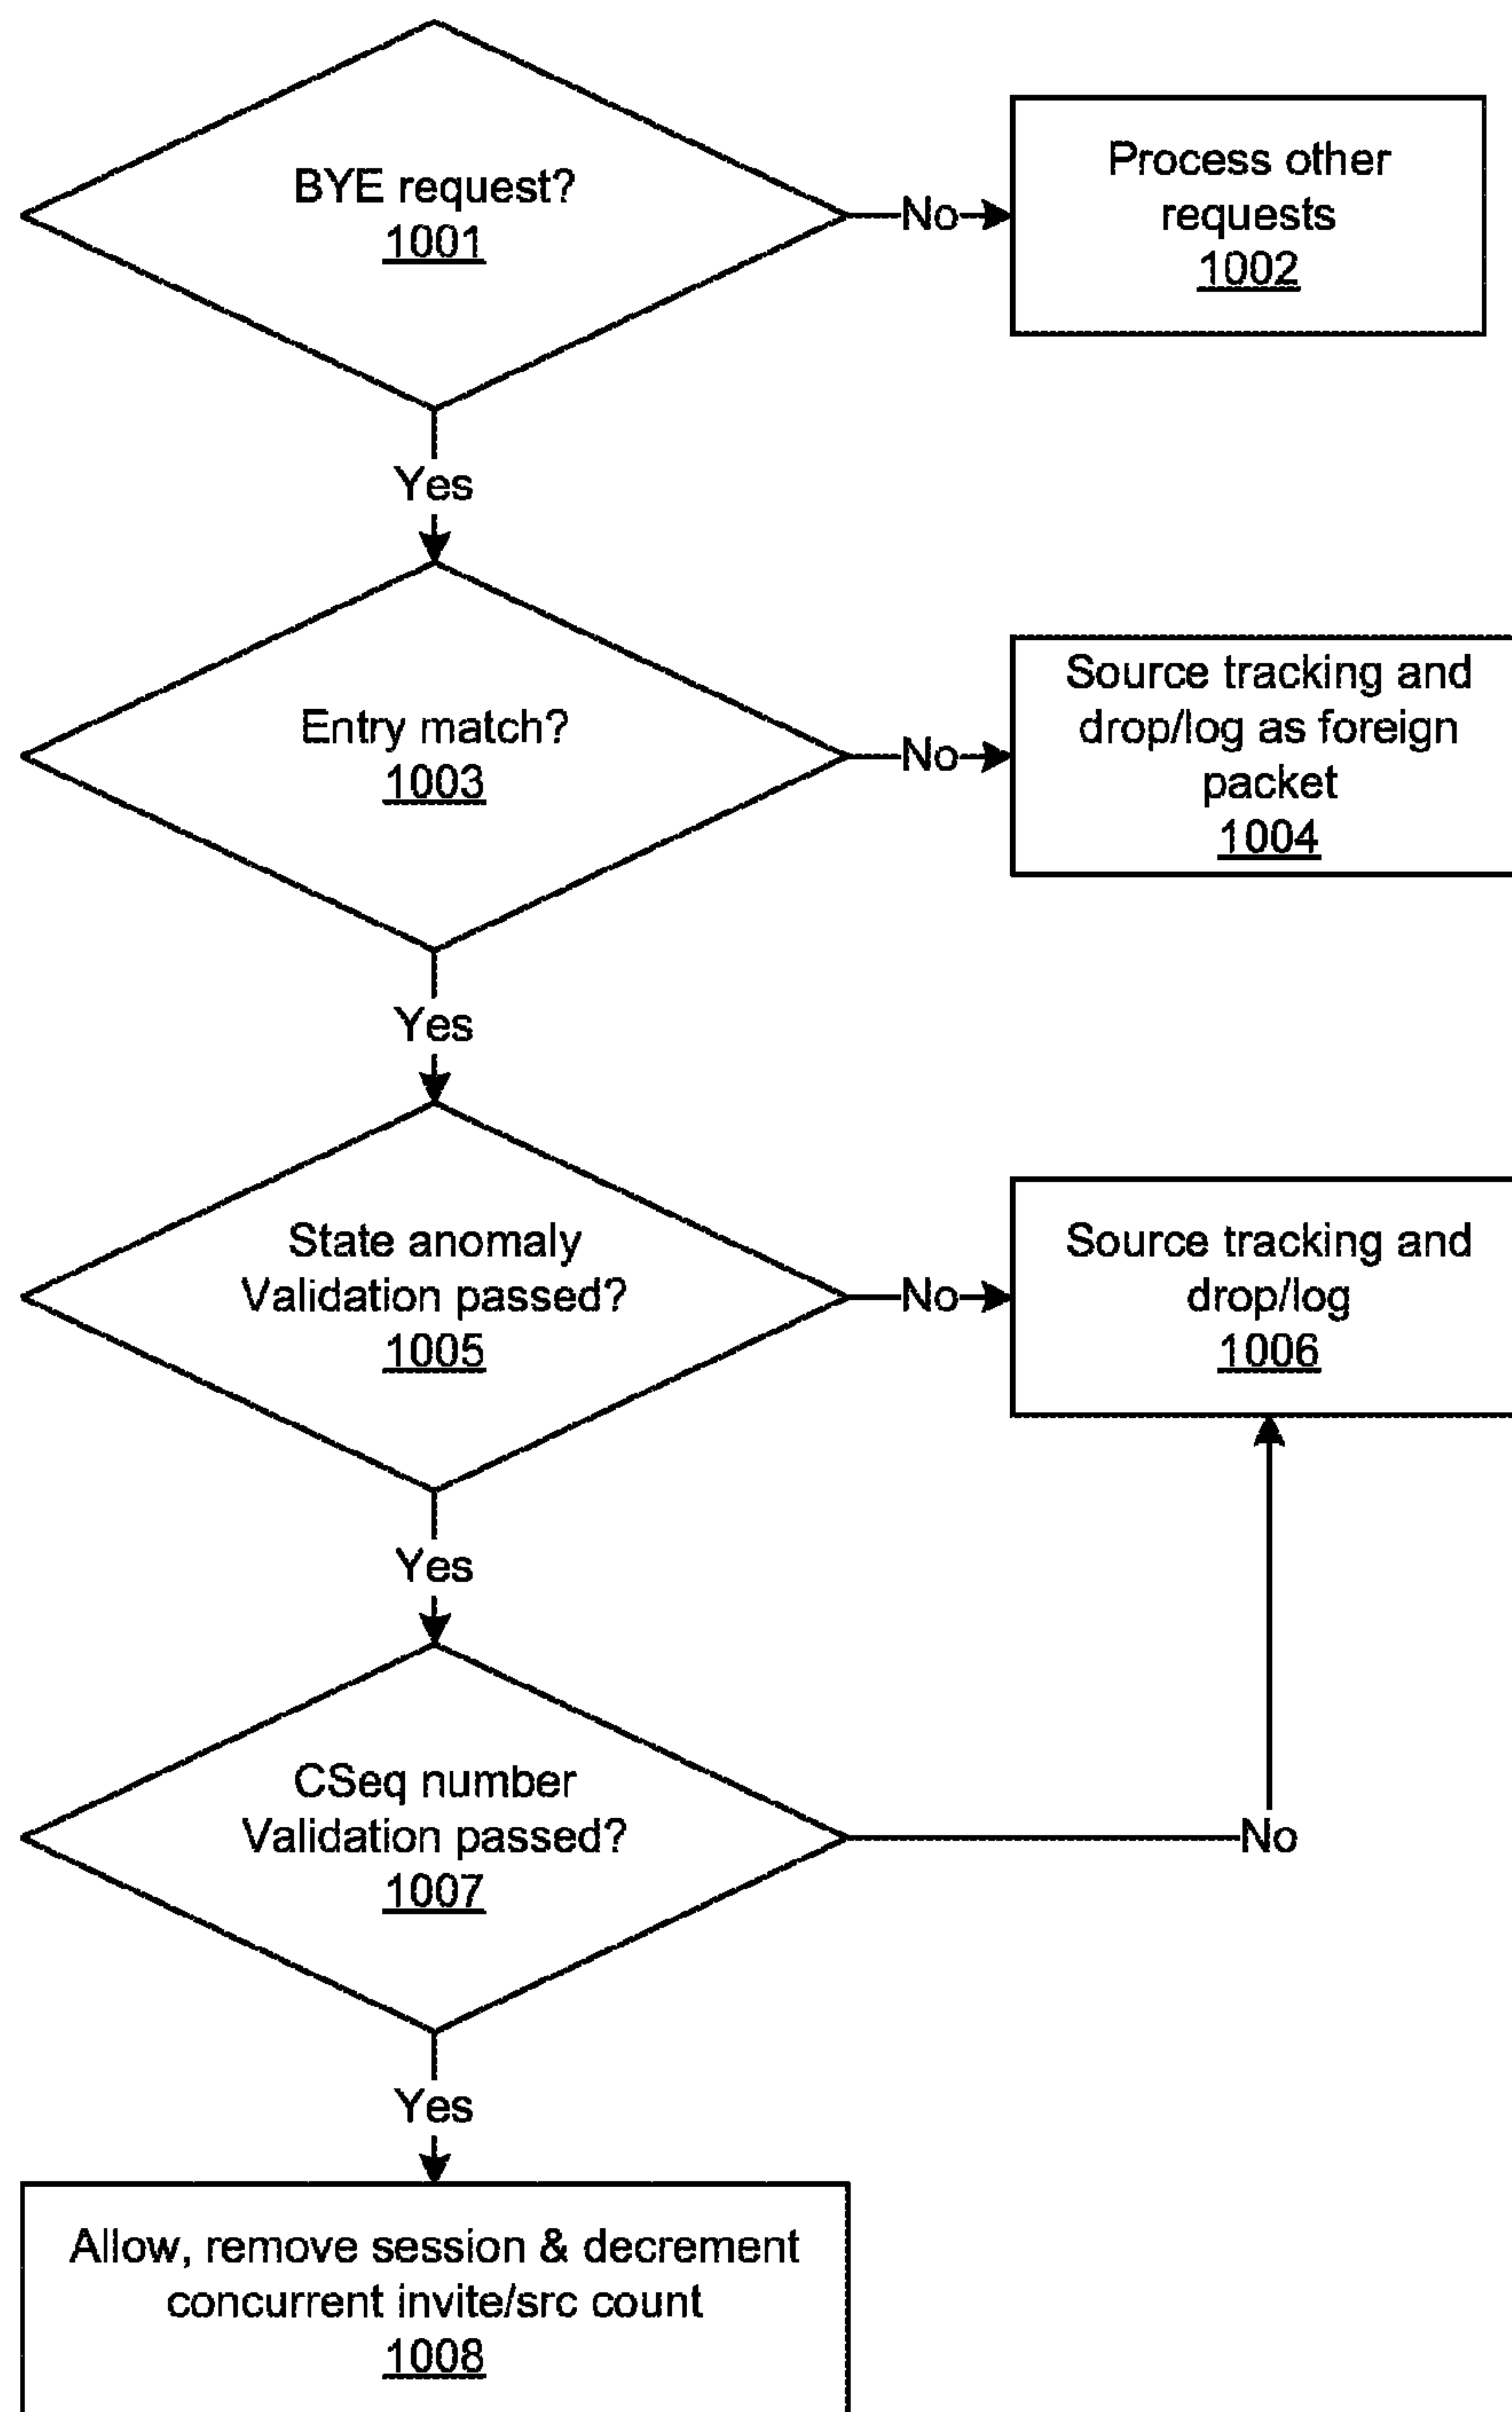 BYE request?
1001
No
Process other
requests
1002
Yes
Entry match?
1003
No
Source tracking and
drop/log as foreign
packet
1004
Yes
State anomaly
Validation passed?
1005
No
Source tracking and
drop/log
1006
Yes
CSeq number
Validation passed?
1007
No
Yes
Allow, remove session & decrement
concurrent invite/src count
1008